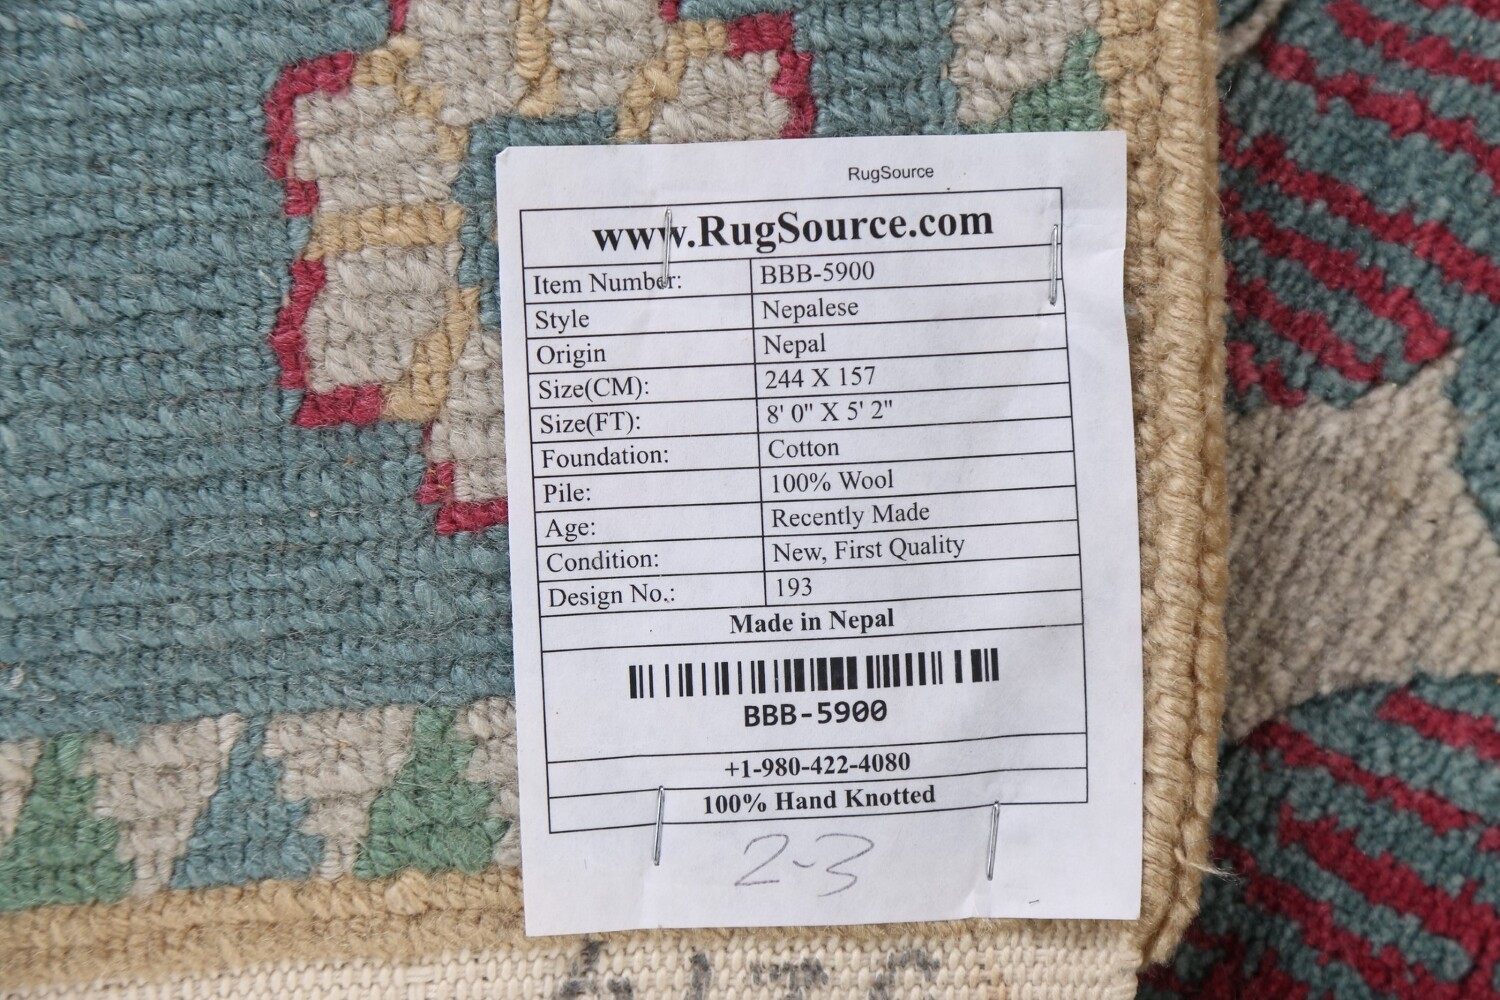 RugSource
www.RugSource.com
Item Number: BBB-5900
Style Nepalese
Origin Nepal
Size(CM): 244 X 157
Size(FT): 8' 0" X 5' 2"
Foundation: Cotton
Pile: 100% Wool
Age: Recently Made
Condition: New, First Quality
Design No.: 193
Made in Nepal
BBB-5900
+1-980-422-4080
100% Hand Knotted
2-3